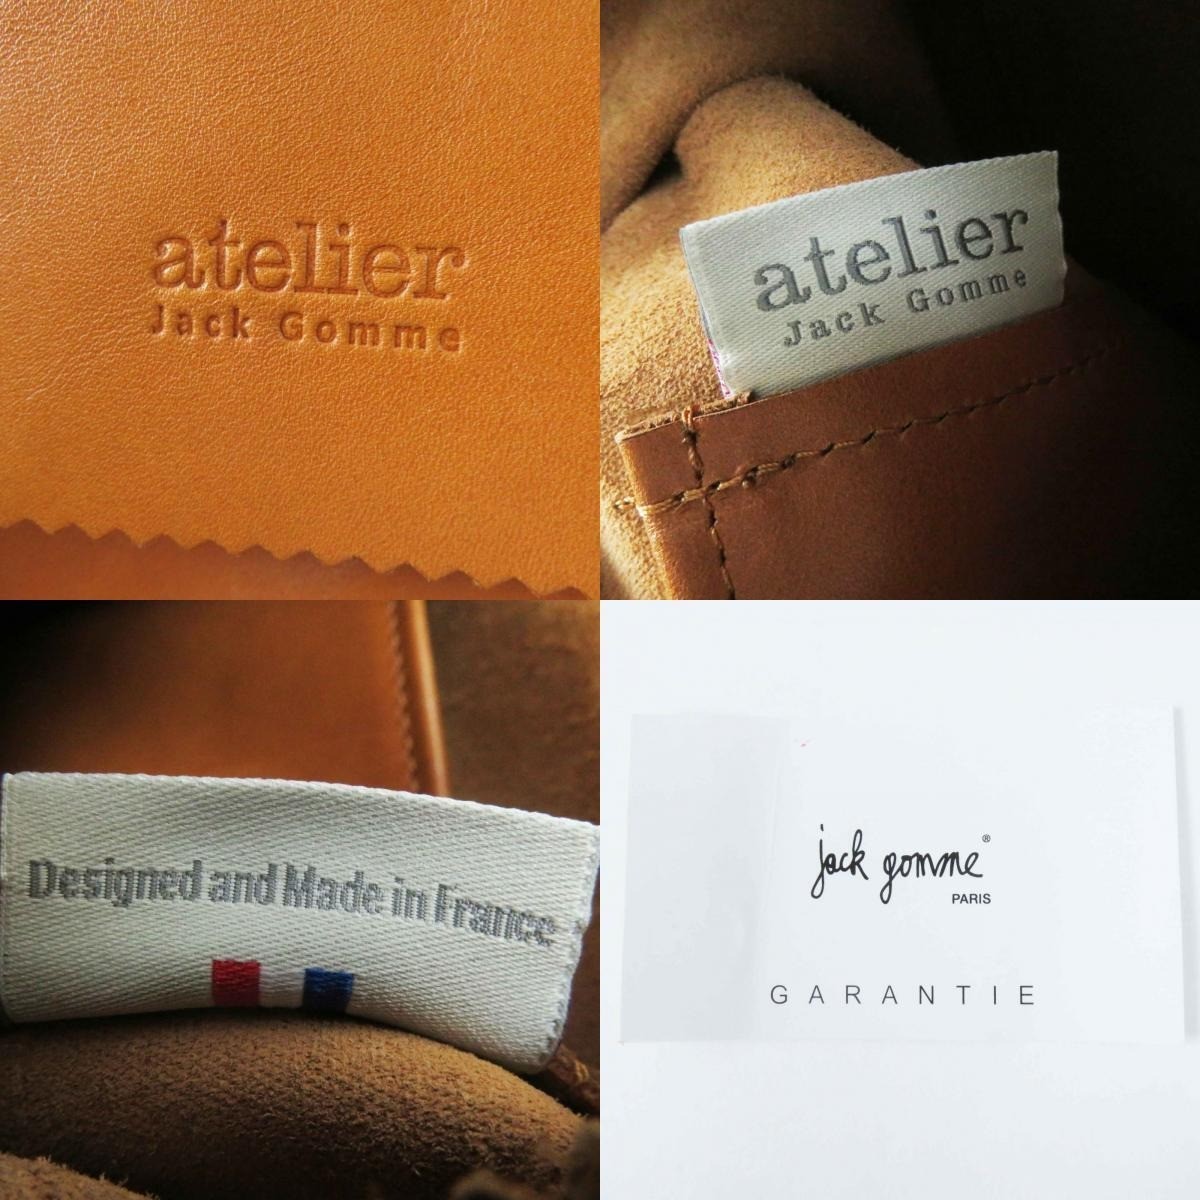 atelier
Jack Gomme
atelier
Jack Gomme
Designed and Made in France
jack gomme®
PARIS
GARANTIE